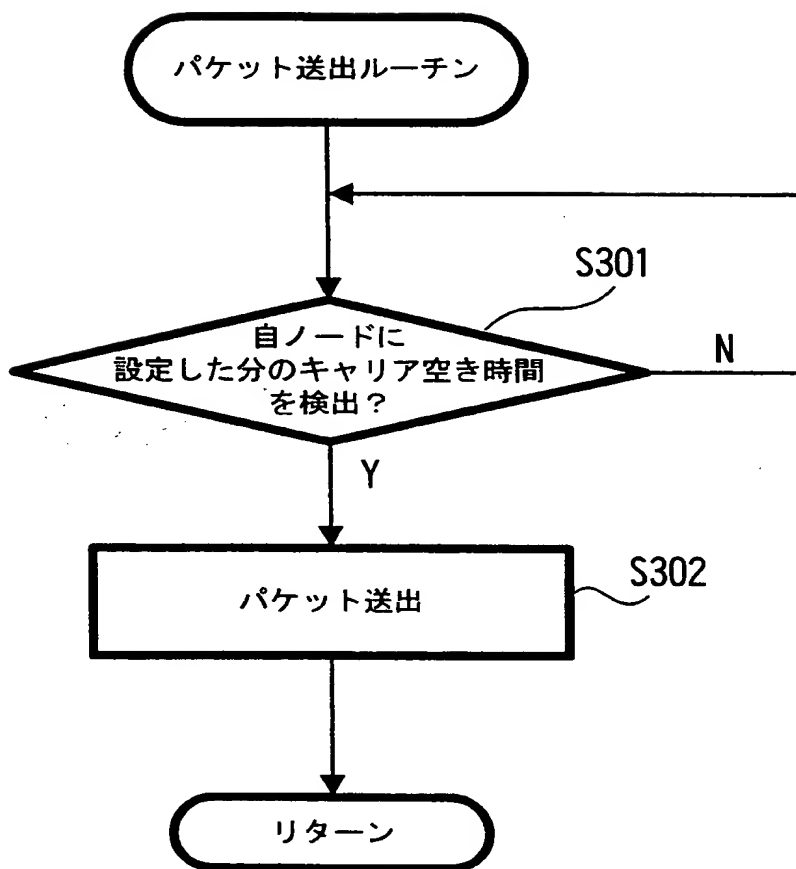 パケット送出ルーチン
S301
自ノードに
設定した分のキャリア空き時間
を検出？
N
Y
パケット送出
S302
リターン